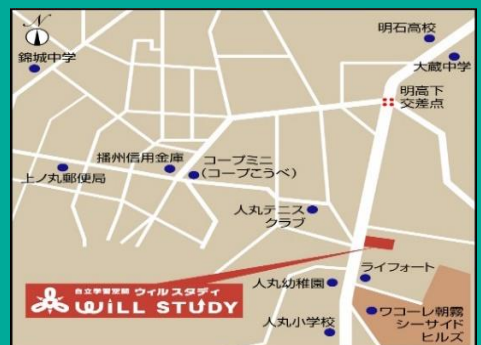 N
錦城中学
明石高校
大蔵中学
明高下
交差点
播州信用金庫
コープミニ
(コープこうべ)
上ノ丸郵便局
人丸テニス
クラブ
自立学習空間 ウィルスタディ
WiLL STUDY
人丸幼稚園
ライフォート
人丸小学校
ワコーレ朝霧
シーサイド
ヒルズ